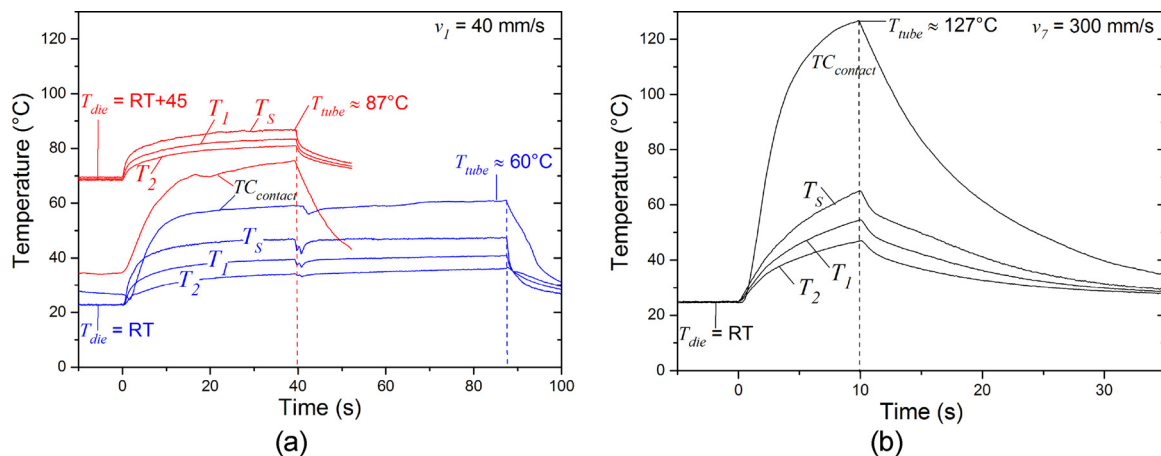 v1 = 40 mm/s
Tdie = RT+45
T1
Ts
Ttube ≈ 87°C
T2
Ttube ≈ 60°C
TCcontact
Ts
T1
T2
Tdie = RT
120
100
80
60
40
20
0
0
20
40
60
80
100
Temperature (°C)
Time (s)
(a)
Ttube ≈ 127°C
v7 = 300 mm/s
TCcontact
Ts
T1
T2
Tdie = RT
120
100
80
60
40
20
0
0
10
20
30
Temperature (°C)
Time (s)
(b)